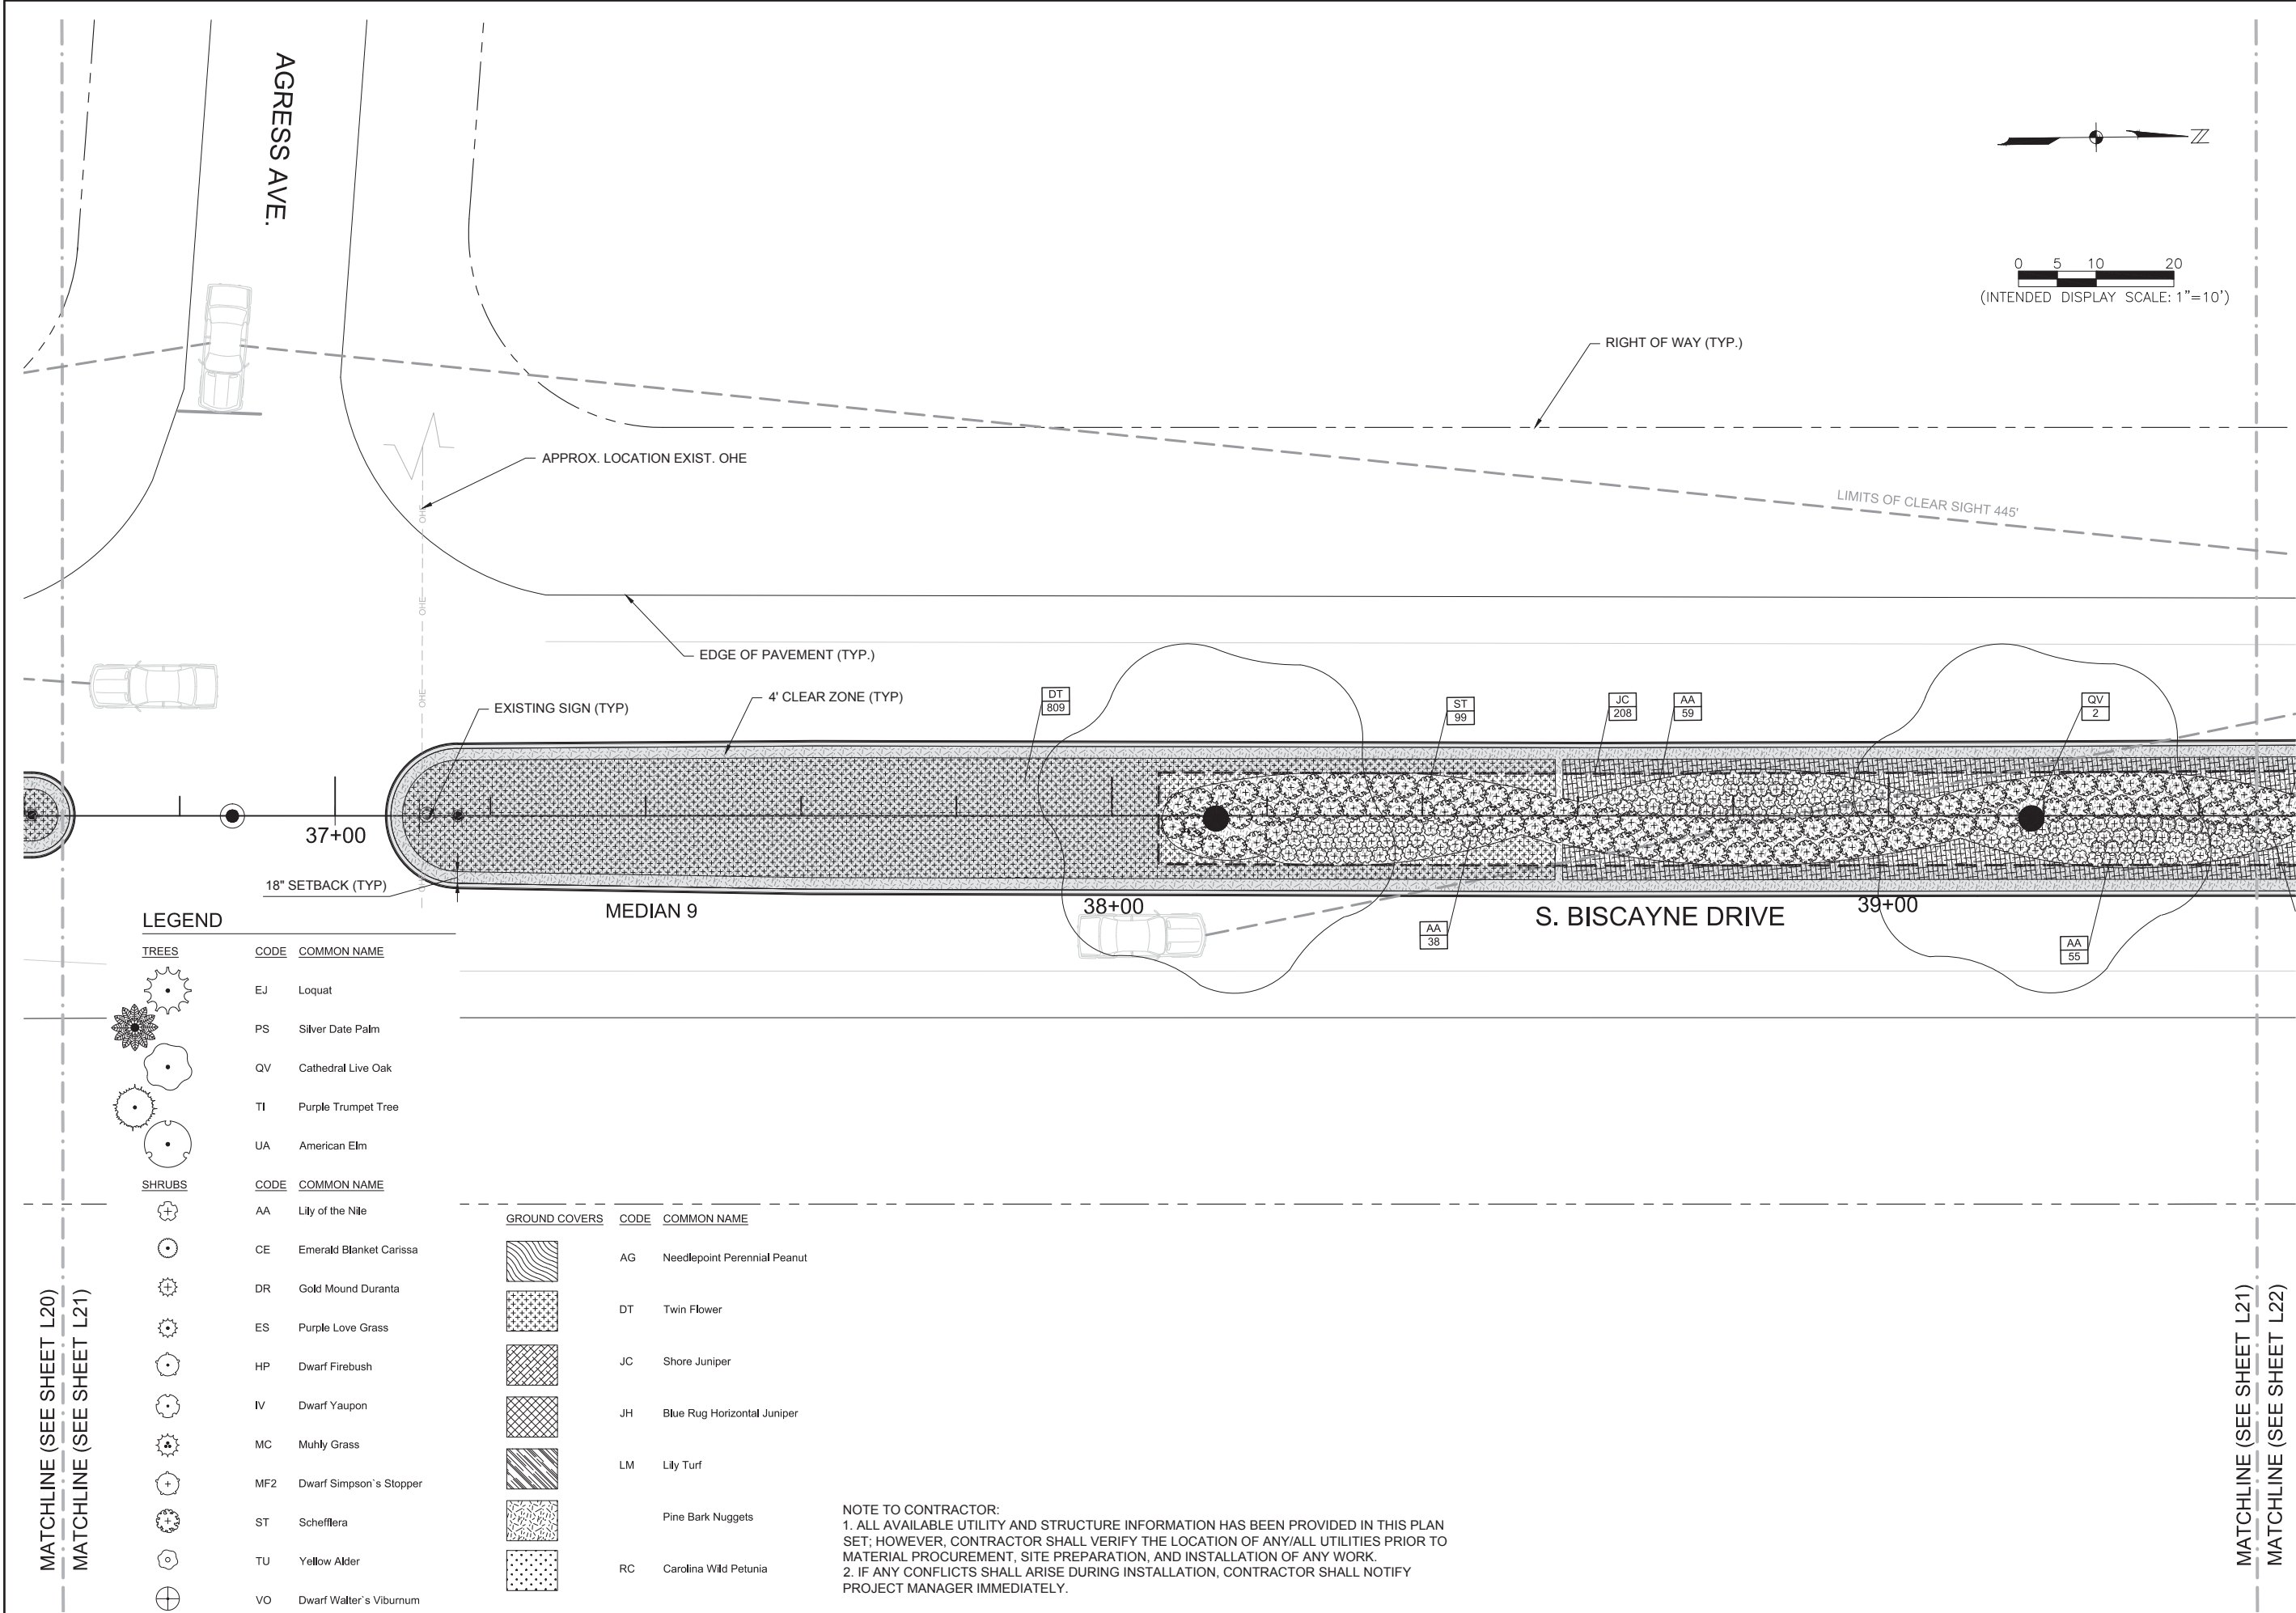 AGRESS AVE.
0 5 10 20
(INTENDED DISPLAY SCALE: 1"=10')
RIGHT OF WAY (TYP.)
APPROX. LOCATION EXIST. OHE
OHE
LIMITS OF CLEAR SIGHT 445'
OHE
EDGE OF PAVEMENT (TYP.)
4' CLEAR ZONE (TYP)
EXISTING SIGN (TYP)
OHE
DT
809
ST
99
JC
208
AA
59
QV
2
37+00
18" SETBACK (TYP)
MEDIAN 9
38+00
S. BISCAYNE DRIVE
39+00
AA
38
AA
55
LEGEND
TREES CODE COMMON NAME
EJ Loquat
PS Silver Date Palm
QV Cathedral Live Oak
TI Purple Trumpet Tree
UA American Elm
SHRUBS CODE COMMON NAME
AA Lily of the Nile
CE Emerald Blanket Carissa
DR Gold Mound Duranta
ES Purple Love Grass
HP Dwarf Firebush
IV Dwarf Yaupon
MC Muhly Grass
MF2 Dwarf Simpson`s Stopper
ST Schefflera
TU Yellow Alder
VO Dwarf Walter`s Viburnum
GROUND COVERS CODE COMMON NAME
AG Needlepoint Perennial Peanut
DT Twin Flower
JC Shore Juniper
JH Blue Rug Horizontal Juniper
LM Lily Turf
Pine Bark Nuggets
RC Carolina Wild Petunia
NOTE TO CONTRACTOR:
1. ALL AVAILABLE UTILITY AND STRUCTURE INFORMATION HAS BEEN PROVIDED IN THIS PLAN
SET; HOWEVER, CONTRACTOR SHALL VERIFY THE LOCATION OF ANY/ALL UTILITIES PRIOR TO
MATERIAL PROCUREMENT, SITE PREPARATION, AND INSTALLATION OF ANY WORK.
2. IF ANY CONFLICTS SHALL ARISE DURING INSTALLATION, CONTRACTOR SHALL NOTIFY
PROJECT MANAGER IMMEDIATELY.
MATCHLINE (SEE SHEET L20)
MATCHLINE (SEE SHEET L21)
MATCHLINE (SEE SHEET L21)
MATCHLINE (SEE SHEET L22)
N